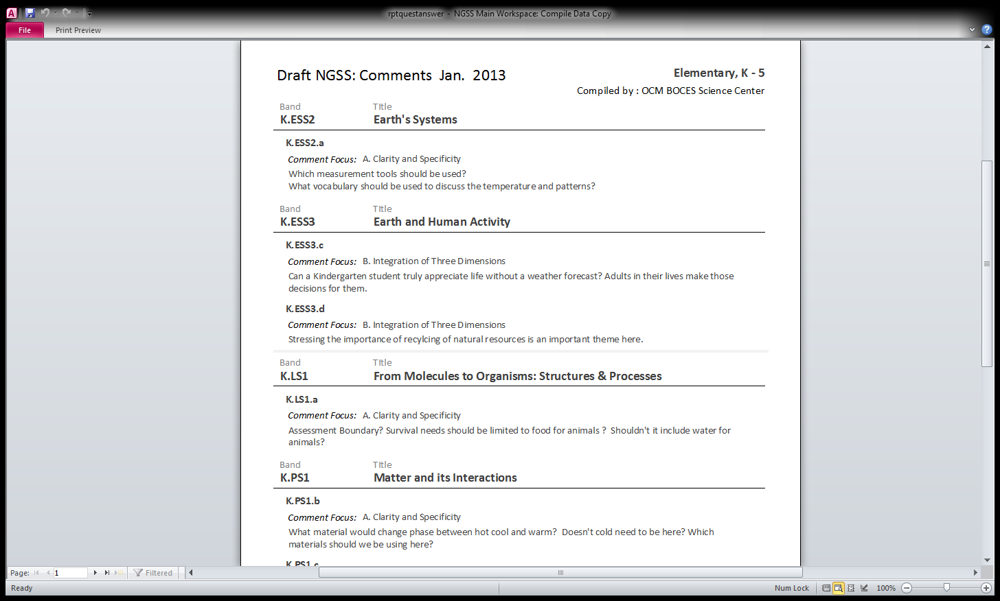 rptquestanswer - NGSS Main Workspace: Compile Data Copy
File Print Preview
Draft NGSS: Comments Jan. 2013
Elementary, K - 5
Compiled by : OCM BOCES Science Center
Band Title
K.ESS2 Earth's Systems
K.ESS2.a
Comment Focus: A. Clarity and Specificity
Which measurement tools should be used?
What vocabulary should be used to discuss the temperature and patterns?
Band Title
K.ESS3 Earth and Human Activity
K.ESS3.c
Comment Focus: B. Integration of Three Dimensions
Can a Kindergarten student truly appreciate life without a weather forecast? Adults in their lives make those
decisions for them.
K.ESS3.d
Comment Focus: B. Integration of Three Dimensions
Stressing the importance of recylcing of natural resources is an important theme here.
Band Title
K.LS1 From Molecules to Organisms: Structures & Processes
K.LS1.a
Comment Focus: A. Clarity and Specificity
Assessment Boundary? Survival needs should be limited to food for animals ? Shouldn't it include water for
animals?
Band Title
K.PS1 Matter and its Interactions
K.PS1.b
Comment Focus: A. Clarity and Specificity
What material would change phase between hot cool and warm? Doesn't cold need to be here? Which
materials should we be using here?
K.PS1.c
Page: 1 Filtered
Ready Num Lock 100%